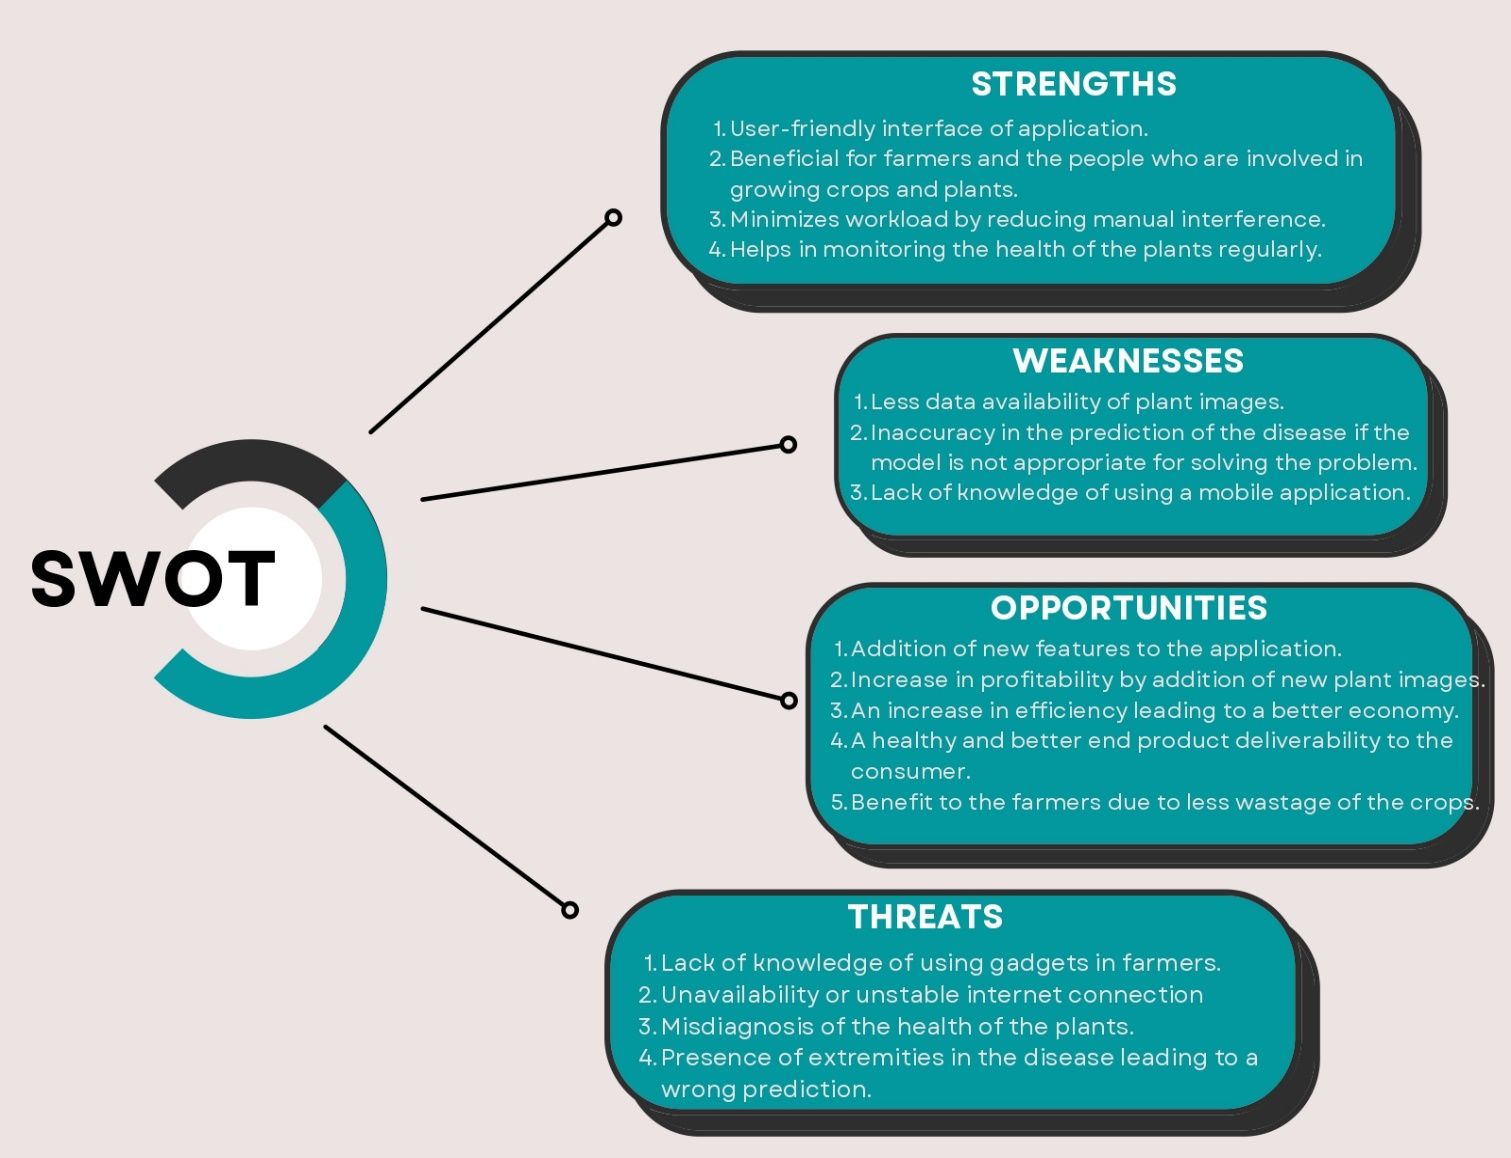 STRENGTHS
1. User-friendly interface of application.
2. Beneficial for farmers and the people who are involved in
growing crops and plants.
3. Minimizes workload by reducing manual interference.
4. Helps in monitoring the health of the plants regularly.
WEAKNESSES
1. Less data availability of plant images.
2. Inaccuracy in the prediction of the disease if the
model is not appropriate for solving the problem.
3. Lack of knowledge of using a mobile application.
SWOT
OPPORTUNITIES
1. Addition of new features to the application.
2. Increase in profitability by addition of new plant images.
3. An increase in efficiency leading to a better economy.
4. A healthy and better end product deliverability to the
consumer.
5. Benefit to the farmers due to less wastage of the crops.
THREATS
1. Lack of knowledge of using gadgets in farmers.
2. Unavailability or unstable internet connection
3. Misdiagnosis of the health of the plants.
4. Presence of extremities in the disease leading to a
wrong prediction.